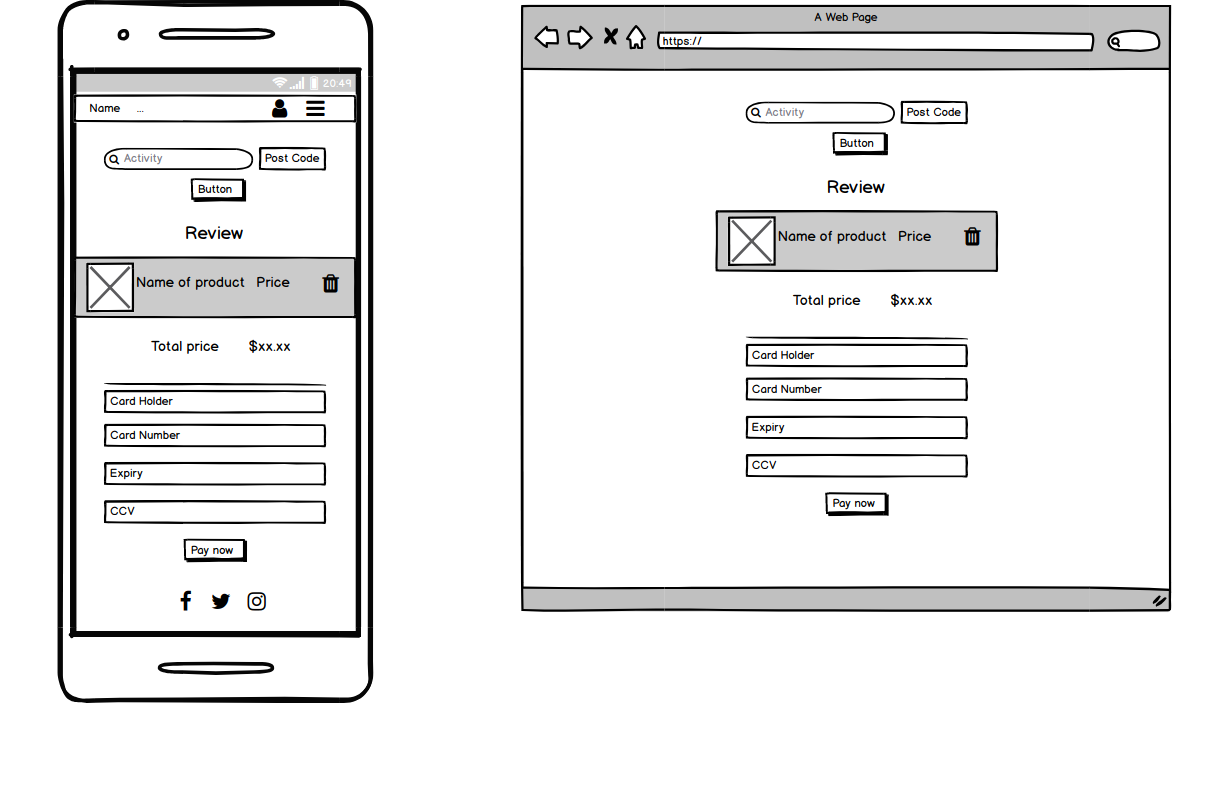 20:49
Name ...
Activity Post Code
Button
Review
Name of product Price
Total price $xx.xx
Card Holder
Card Number
Expiry
CCV
Pay now
A Web Page
https://
Activity Post Code
Button
Review
Name of product Price
Total price $xx.xx
Card Holder
Card Number
Expiry
CCV
Pay now